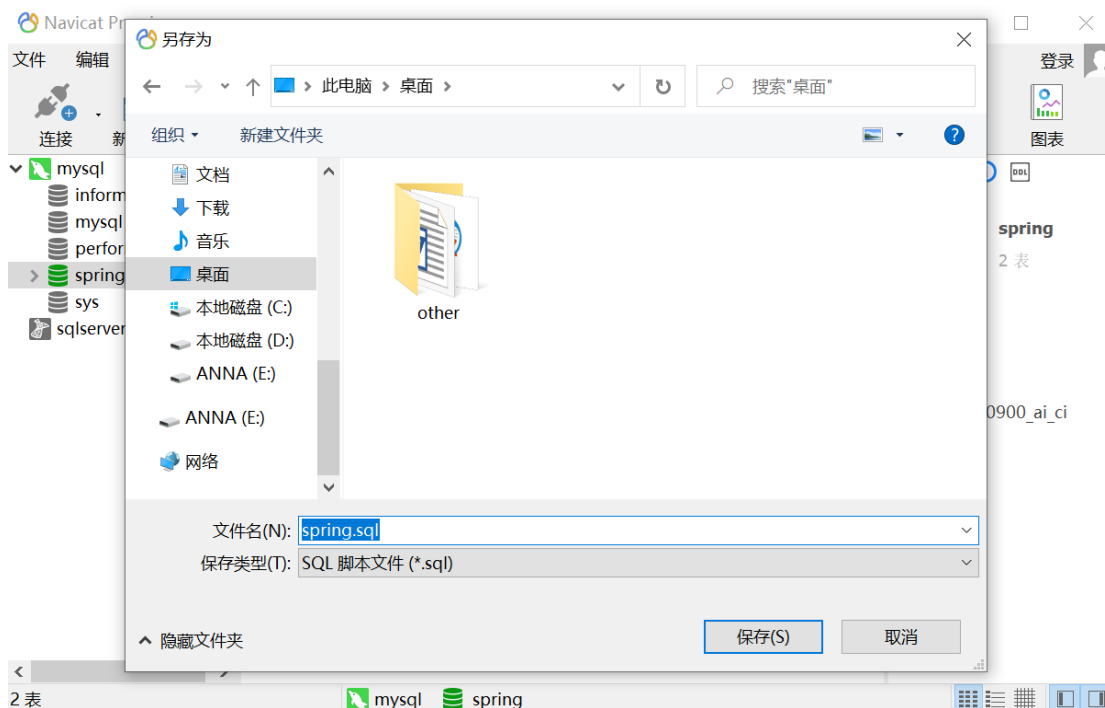 Navicat Pr
另存为
文件 编辑
登录
此电脑 桌面
搜索"桌面"
组织 新建文件夹
连接 新
图表
mysql
inform
mysql
perfor
spring
sys
sqlserver
文档
下载
音乐
桌面
本地磁盘 (C:)
本地磁盘 (D:)
ANNA (E:)
ANNA (E:)
网络
other
DDL
spring
2 表
0900_ai_ci
文件名(N): spring.sql
保存类型(T): SQL 脚本文件 (*.sql)
隐藏文件夹
保存(S) 取消
2 表 mysql spring